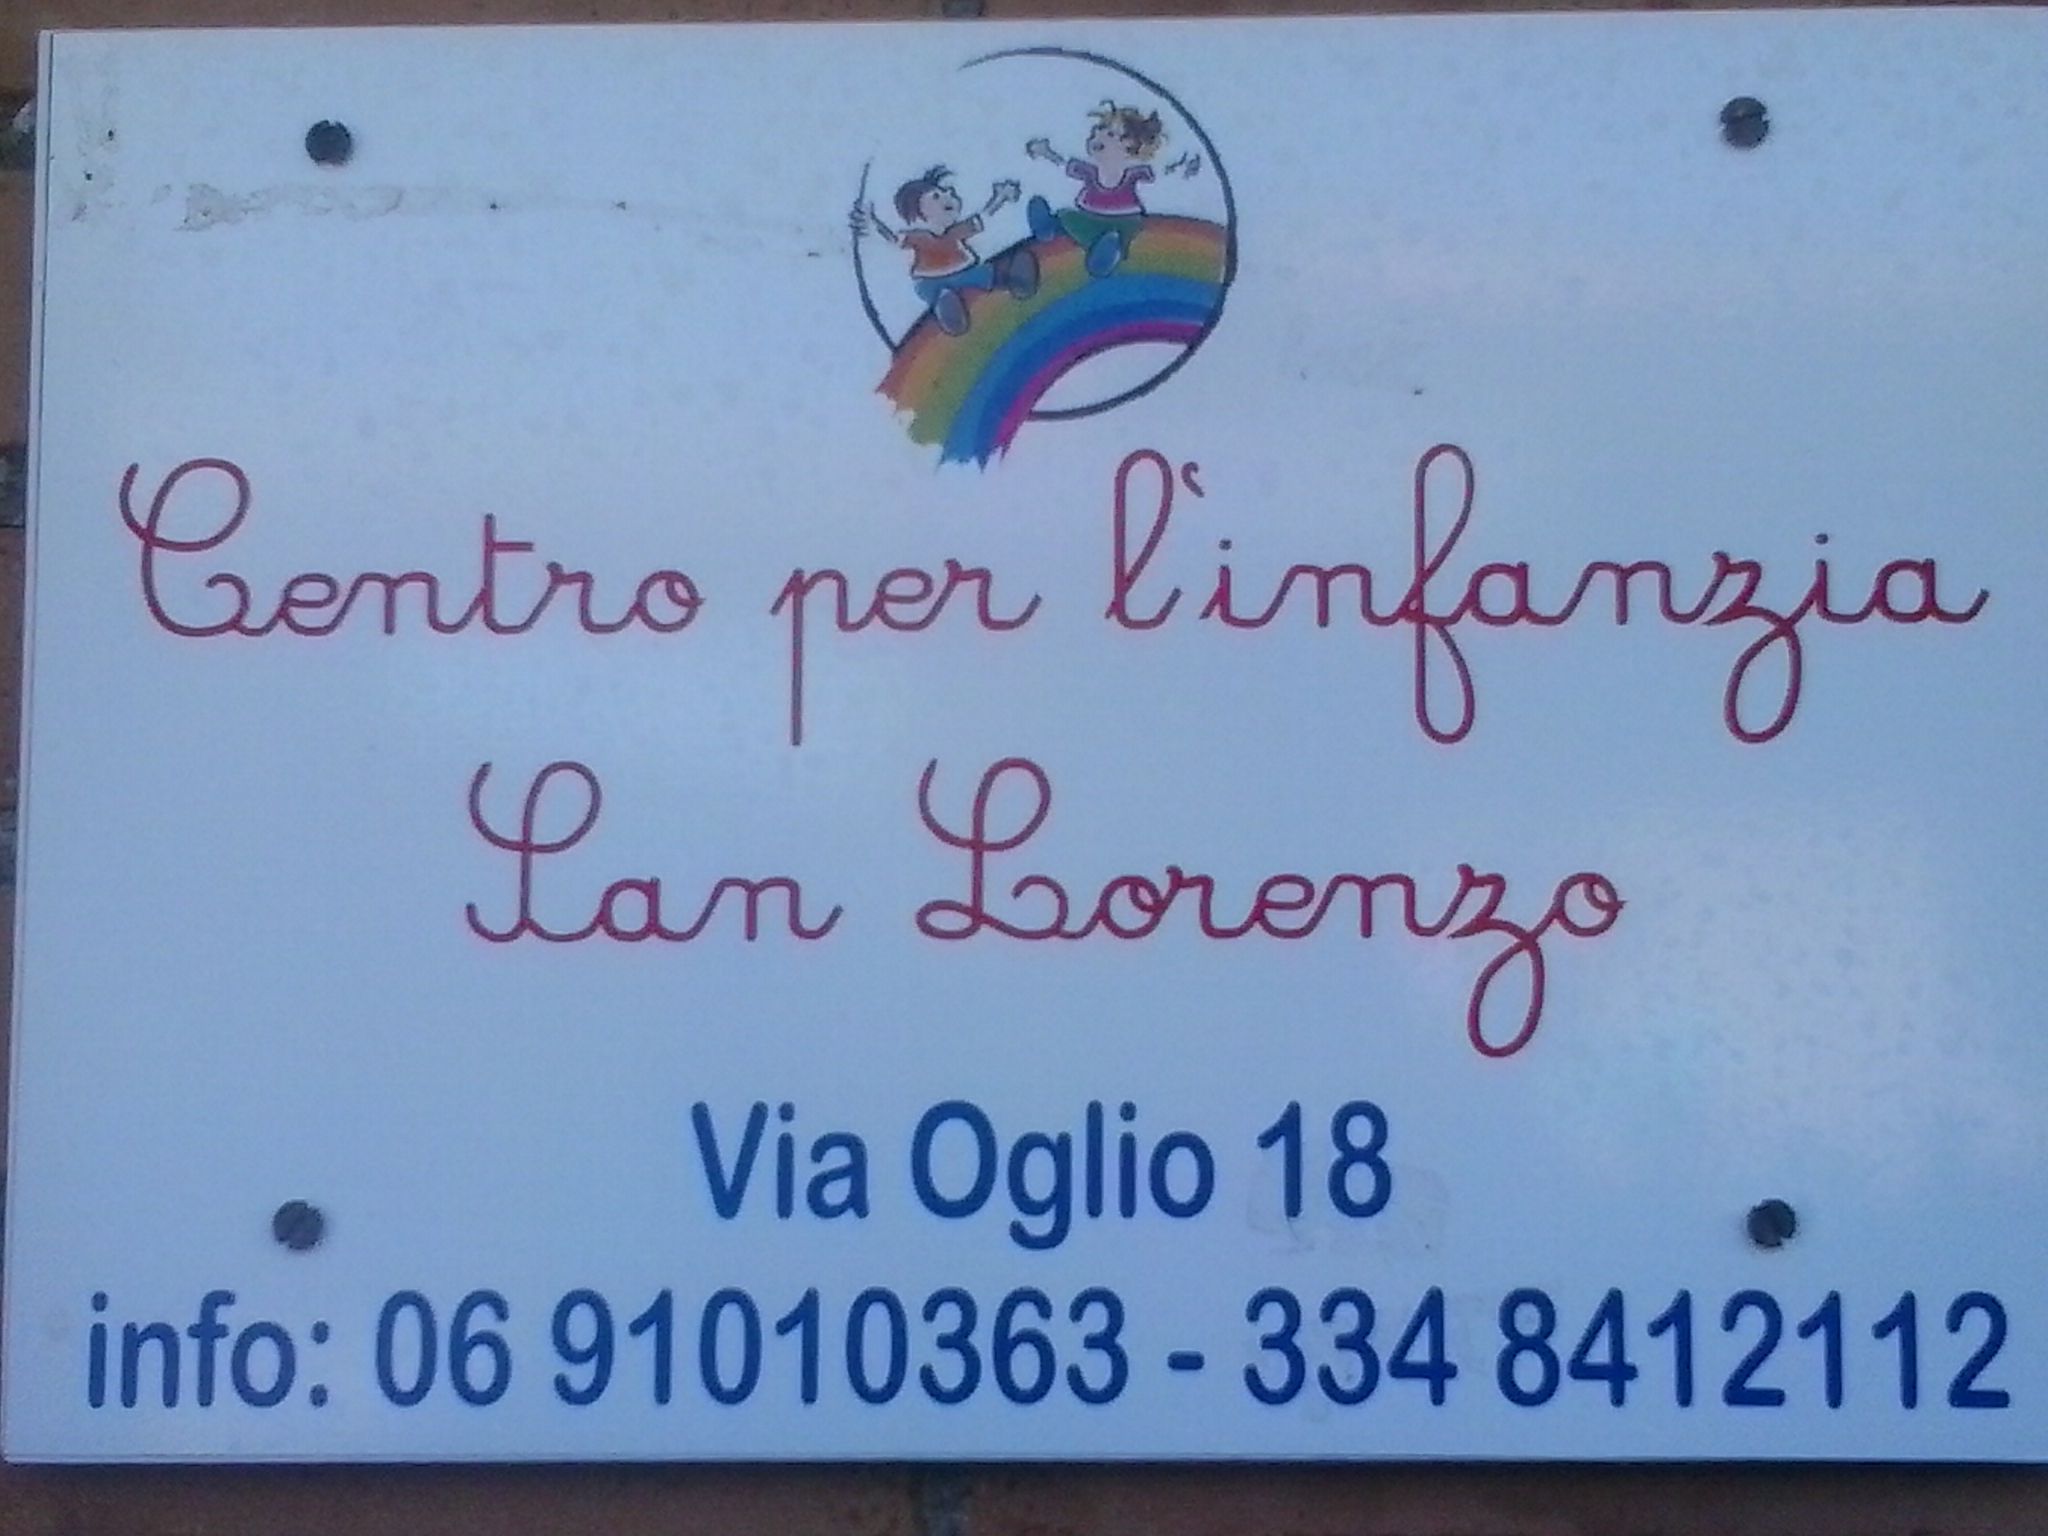 Centro per l'infanzia
San Lorenzo
Via Oglio 18
info: 06 91010363 - 334 8412112